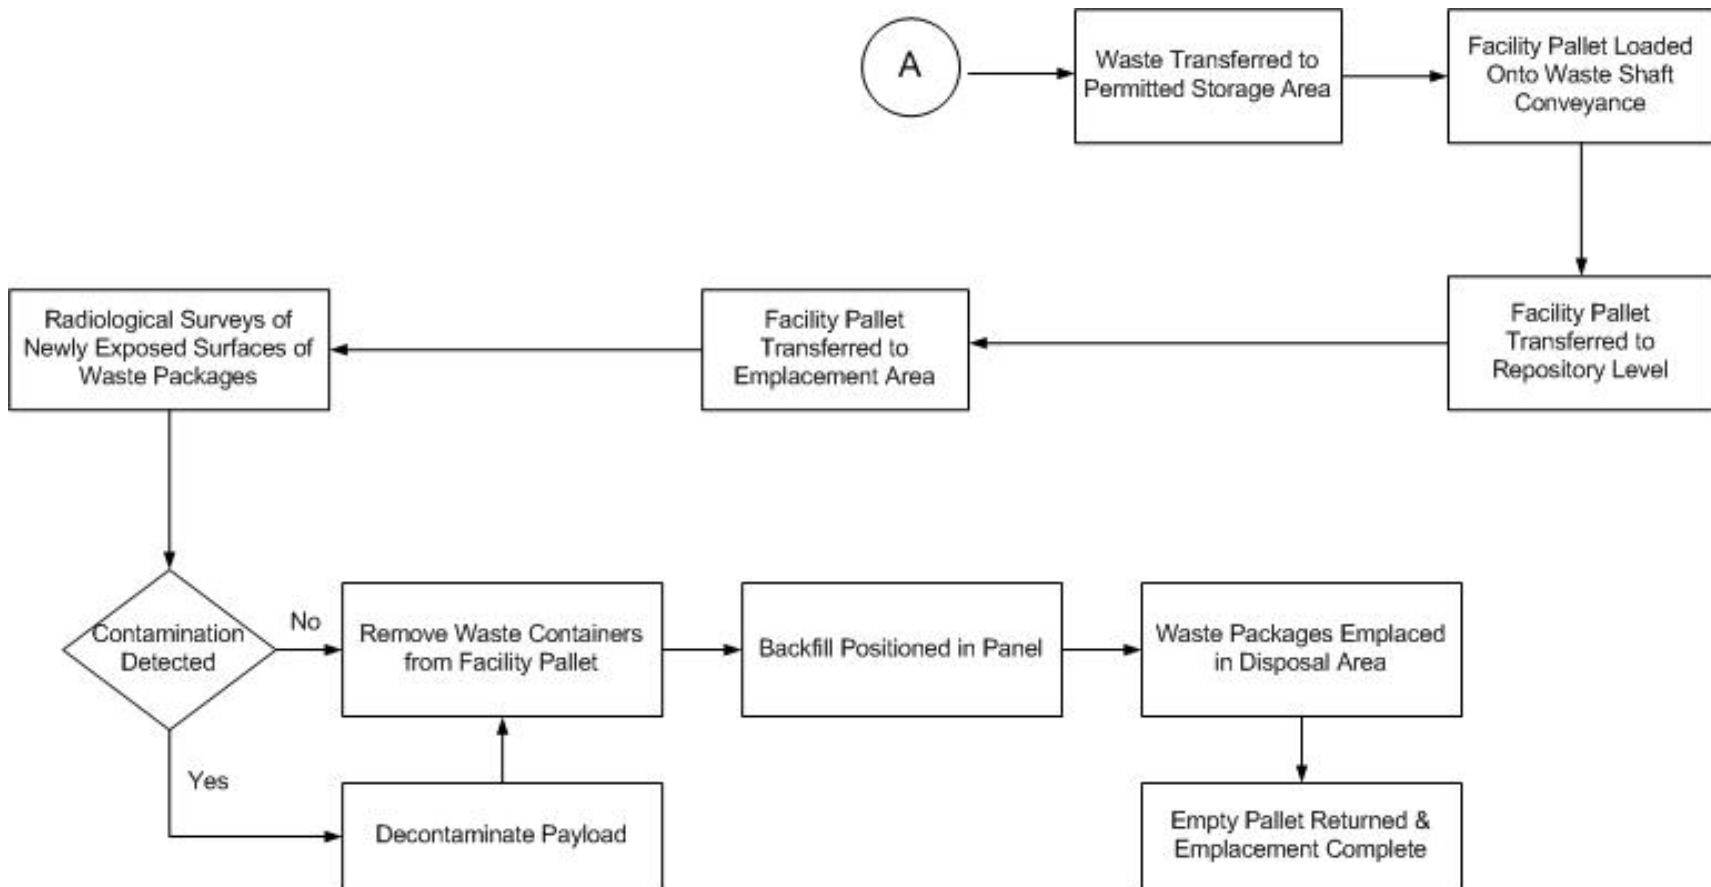 A
Waste Transferred to
Permitted Storage Area
Facility Pallet Loaded
Onto Waste Shaft
Conveyance
Facility Pallet
Transferred to
Repository Level
Facility Pallet
Transferred to
Emplacement Area
Radiological Surveys of
Newly Exposed Surfaces of
Waste Packages
Contamination
Detected
No
Yes
Decontaminate Payload
Remove Waste Containers
from Facility Pallet
Backfill Positioned in Panel
Waste Packages Emplaced
in Disposal Area
Empty Pallet Returned &
Emplacement Complete